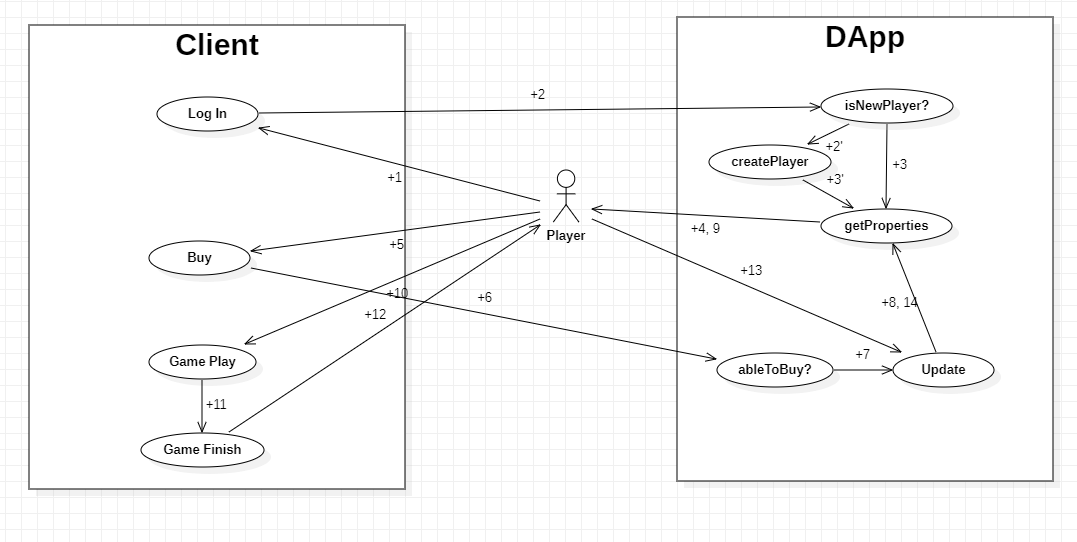 Client
DApp
Log In
+2
isNewPlayer?
+2'
createPlayer
+3
+1
+3'
Player
+4, 9
getProperties
+5
Buy
+13
+10
+6
+8, 14
+12
Game Play
ableToBuy?
+7
Update
+11
Game Finish